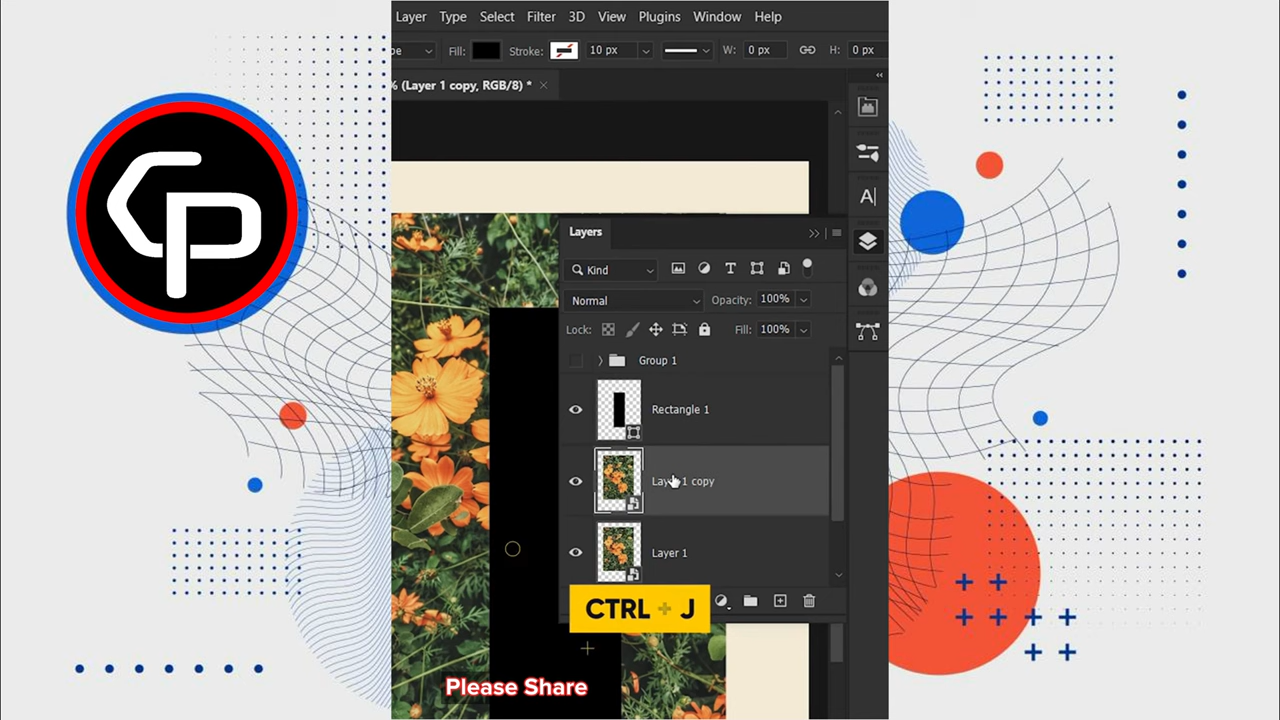 Layer Type Select Filter 3D View Plugins Window Help
pe Fill: Stroke: 10 px W: 0 px H: 0 px
% (Layer 1 copy, RGB/8) * ×
CP
A|
Layers
Kind T
Normal Opacity: 100%
Lock: Fill: 100%
Group 1
Rectangle 1
Layer 1 copy
Layer 1
CTRL + J
Please Share